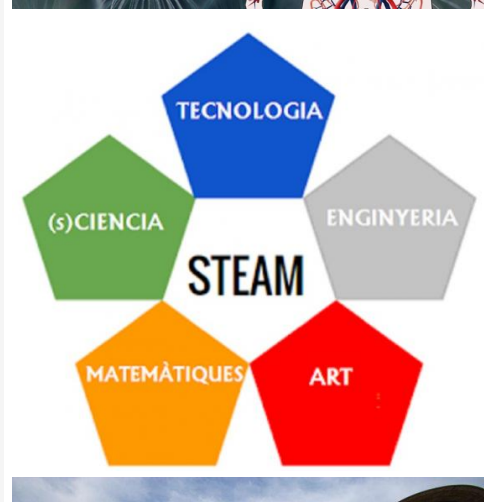 TECNOLOGIA
(s)CIENCIA
ENGINYERIA
STEAM
MATEMÀTIQUES
ART